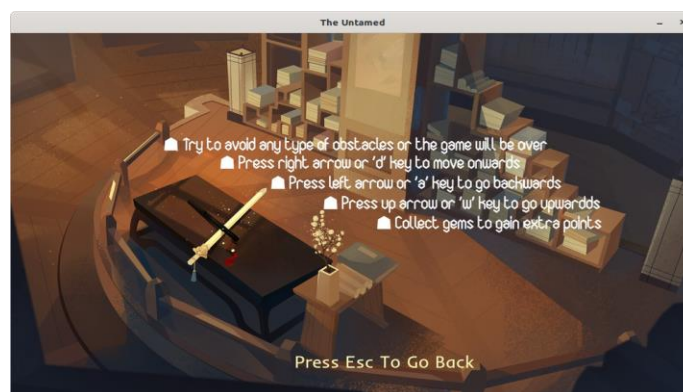 The Untamed
Try to avoid any type of obstacles or the game will be over
Press right arrow or 'd' key to move onwards
Press left arrow or 'a' key to go backwards
Press up arrow or 'w' key to go upwardds
Collect gems to gain extra points
Press Esc To Go Back